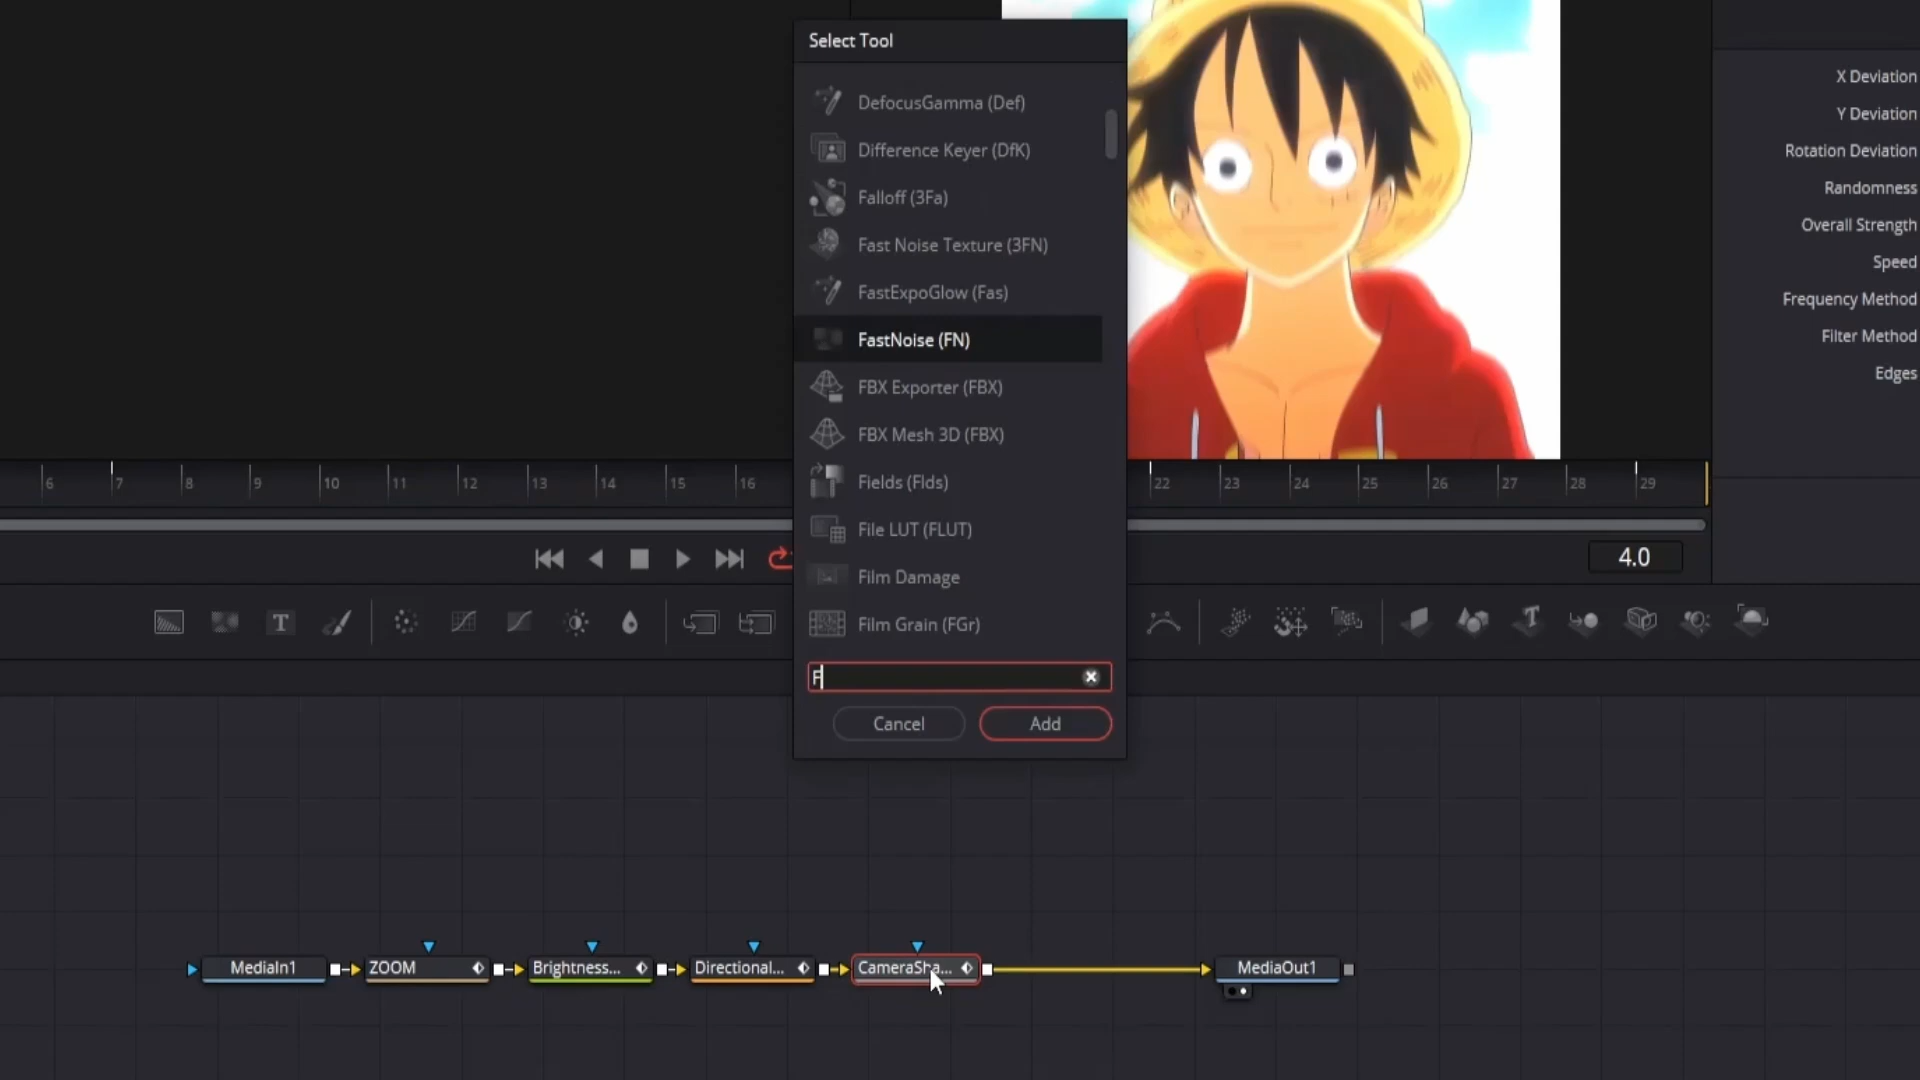 Select Tool
DefocusGamma (Def)
Difference Keyer (DfK)
Falloff (3Fa)
Fast Noise Texture (3FN)
FastExpoGlow (Fas)
FastNoise (FN)
FBX Exporter (FBX)
FBX Mesh 3D (FBX)
Fields (Flds)
File LUT (FLUT)
Film Damage
Film Grain (FGr)
F
Cancel Add
X Deviation
Y Deviation
Rotation Deviation
Randomness
Overall Strength
Speed
Frequency Method
Filter Method
Edges
6 7 8 9 10 11 12 13 14 15 16 22 23 24 25 26 27 28 29
4.0
T T
MediaIn1 ZOOM Brightness... Directional... CameraSha... MediaOut1